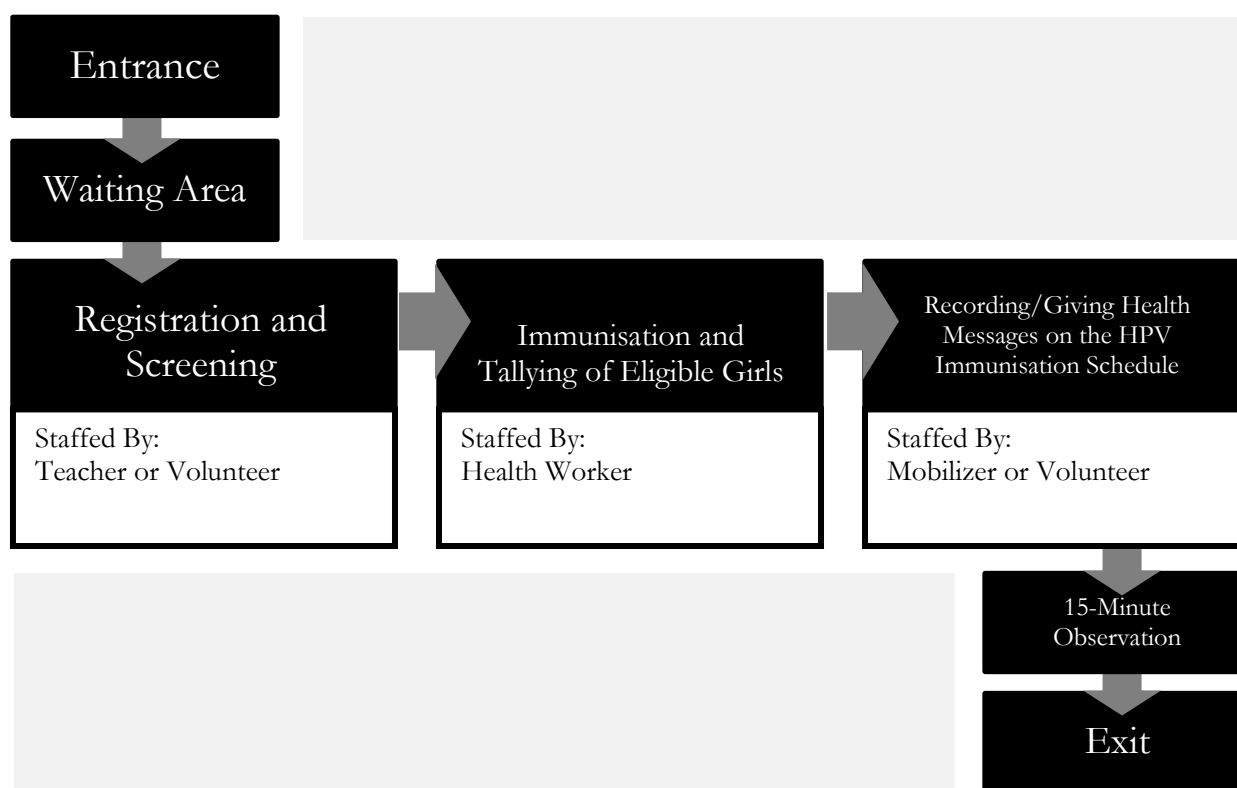 Entrance
Waiting Area
Registration and
Screening
Staffed By:
Teacher or Volunteer
Immunisation and
Tallying of Eligible Girls
Staffed By:
Health Worker
Recording/Giving Health
Messages on the HPV
Immunisation Schedule
Staffed By:
Mobilizer or Volunteer
15-Minute
Observation
Exit